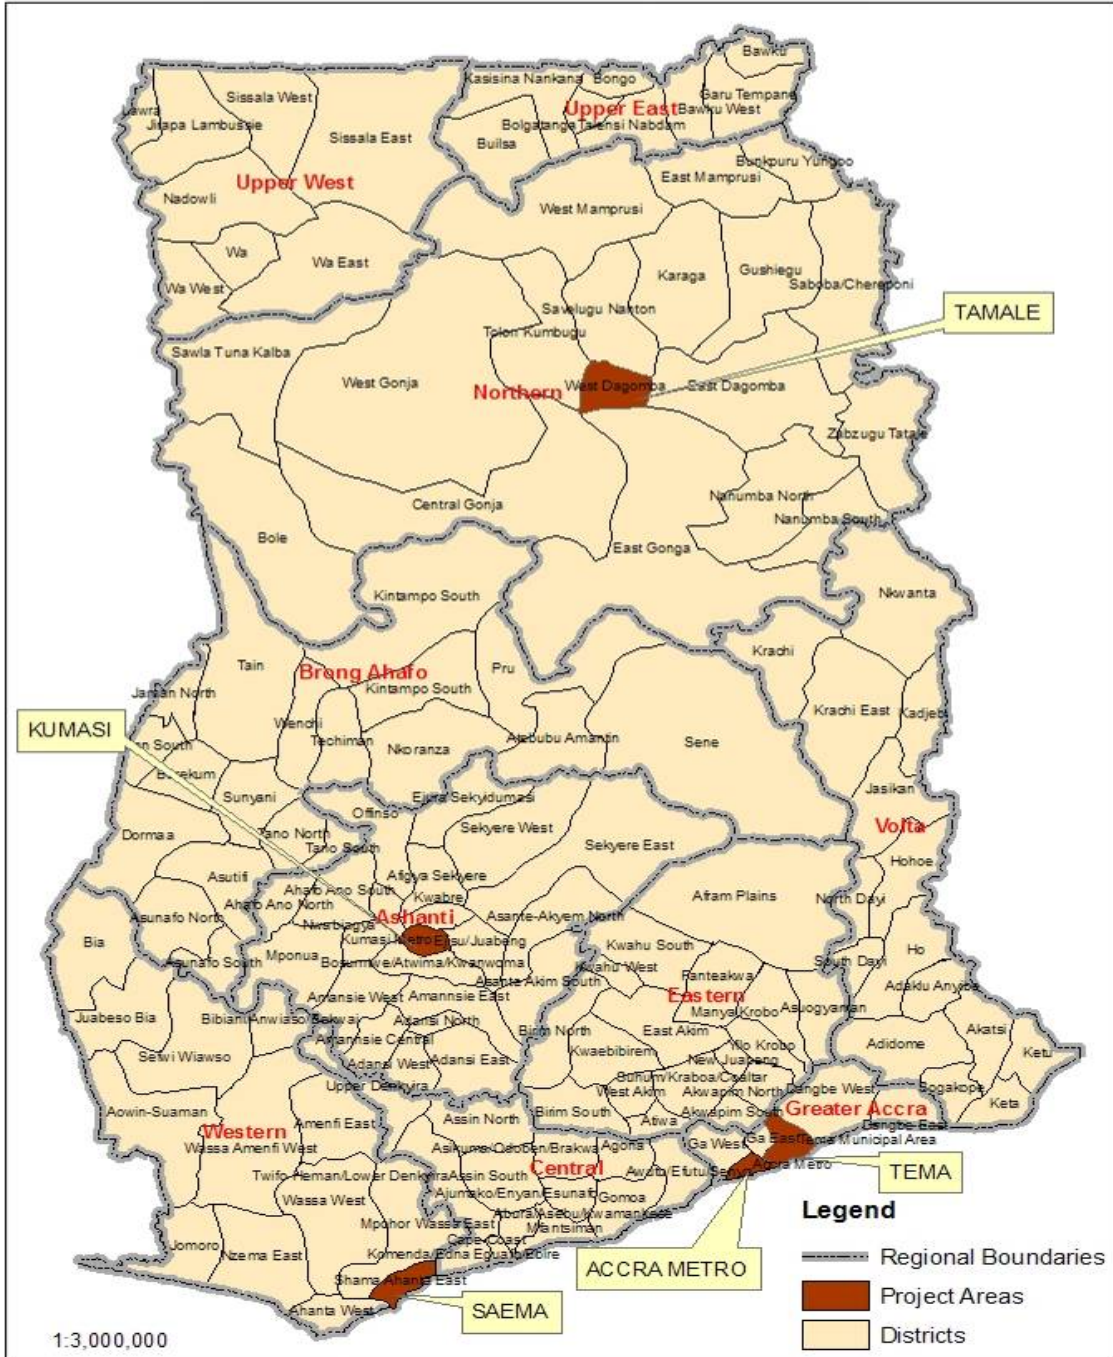 Bawku
Kasisina Nankana
Bongo
Garu Tempane
Sissala West
Upper East
Bawku West
Lawra
Jirapa Lambussie
Bolgatanga
Talensi Nabdam
Sissala East
Builsa
Bunkpuru Yungoo
East Mamprusi
Upper West
Nadowli
West Mamprusi
Wa
Wa East
Karaga
Gushiegu
Saboba/Chereponi
Wa West
Savelugu Nanton
TAMALE
Tolon Kumbugu
Sawla Tuna Kalba
West Gonja
Northern
West Dagomba
East Dagomba
Zabzugu Tatale
Nanumba North
Central Gonja
Nanumba South
Bole
East Gonga
Kintampo South
Nkwanta
Krachi
Tain
Brong Ahafo
Pru
Jaman North
Kintampo South
Krachi East
Kadjebi
KUMASI
Wenchi
Techiman
Nkoranza
Atebubu Amantin
Sene
n South
Berekum
Sunyani
Ejura/Sekyidumasi
Jasikan
Offinso
Sekyere West
Volta
Dormaa
Tano North
Tano South
Sekyere East
Hohoe
Asutifi
Afigya Sekyere
Ahafo Ano South
Kwabre
Afram Plains
North Dayi
Ahafo Ano North
Asunafo North
Ashanti
Asante-Akyem North
Nwabiagya
Kumasi Metro
Ejisu/Juabeng
Kwahu South
Bia
Ho
Mponua
Asunafo South
Bosumtwe/Atwima/Kwanwoma
Kwahu West
Fanteakwa
South Dayi
Asante Akim South
Adaklu Anyibe
Amansie West
Amannsie East
Eastern
Manya Krobo
Asuogyaman
Juabeso Bia
Bibiani Anwiaso/Bekwai
Adansi North
Birim North
East Akim
Akatsi
Amannsie Central
Yilo Krobo
Adidome
Ketu
Sefwi Wiawso
Adansi West
Adansi East
Kwaebibirem
New Juabeng
Suhum/Kraboa/Coaltar
Upper Denkyira
West Akim
Akwapim North
Dangbe West
Sogakope
Keta
Aowin-Suaman
Assin North
Birim South
Akwapim South
Greater Accra
Amenfi East
Atiwa
Dangbe East
Western
Wassa Amenfi West
Asikuma/Odoben/Brakwa
Agona
Ga West
Ga East
Tema Municipal Area
Central
Accra Metro
Twifo Heman/Lower Denkyira
Assin South
Awutu/Efutu/Senya
TEMA
Wassa West
Ajumako/Enyan/Esunafo
Gomoa
Abura/Asebu/Kwamankese
Mpohor Wassa East
Mfantsiman
Legend
Cape Coast
Jomoro
Nzema East
Komenda/Edna Eguafo/Ebire
Regional Boundaries
ACCRA METRO
Shama Ahanta East
Project Areas
Ahanta West
SAEMA
1:3,000,000
Districts